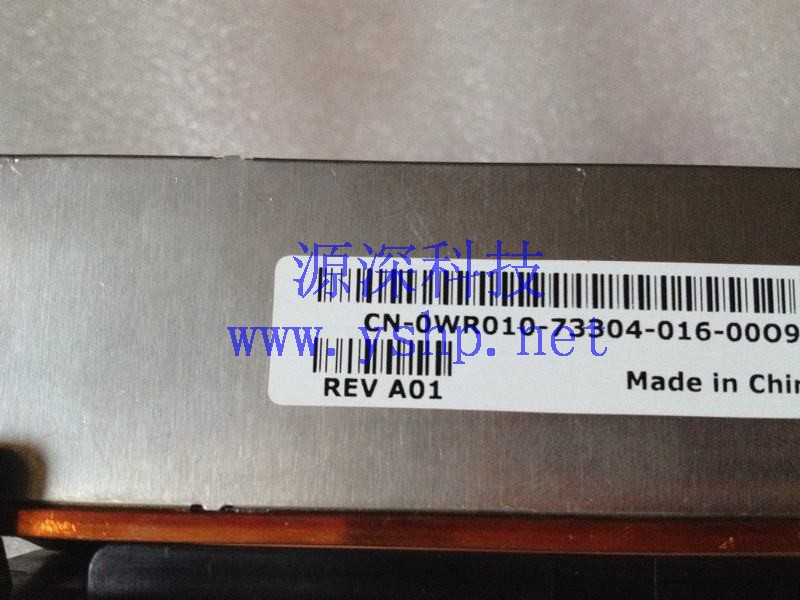 源深科技
CN-0WR010-73304-016-00O9
www.yshp.net
REV A01
Made in Chin